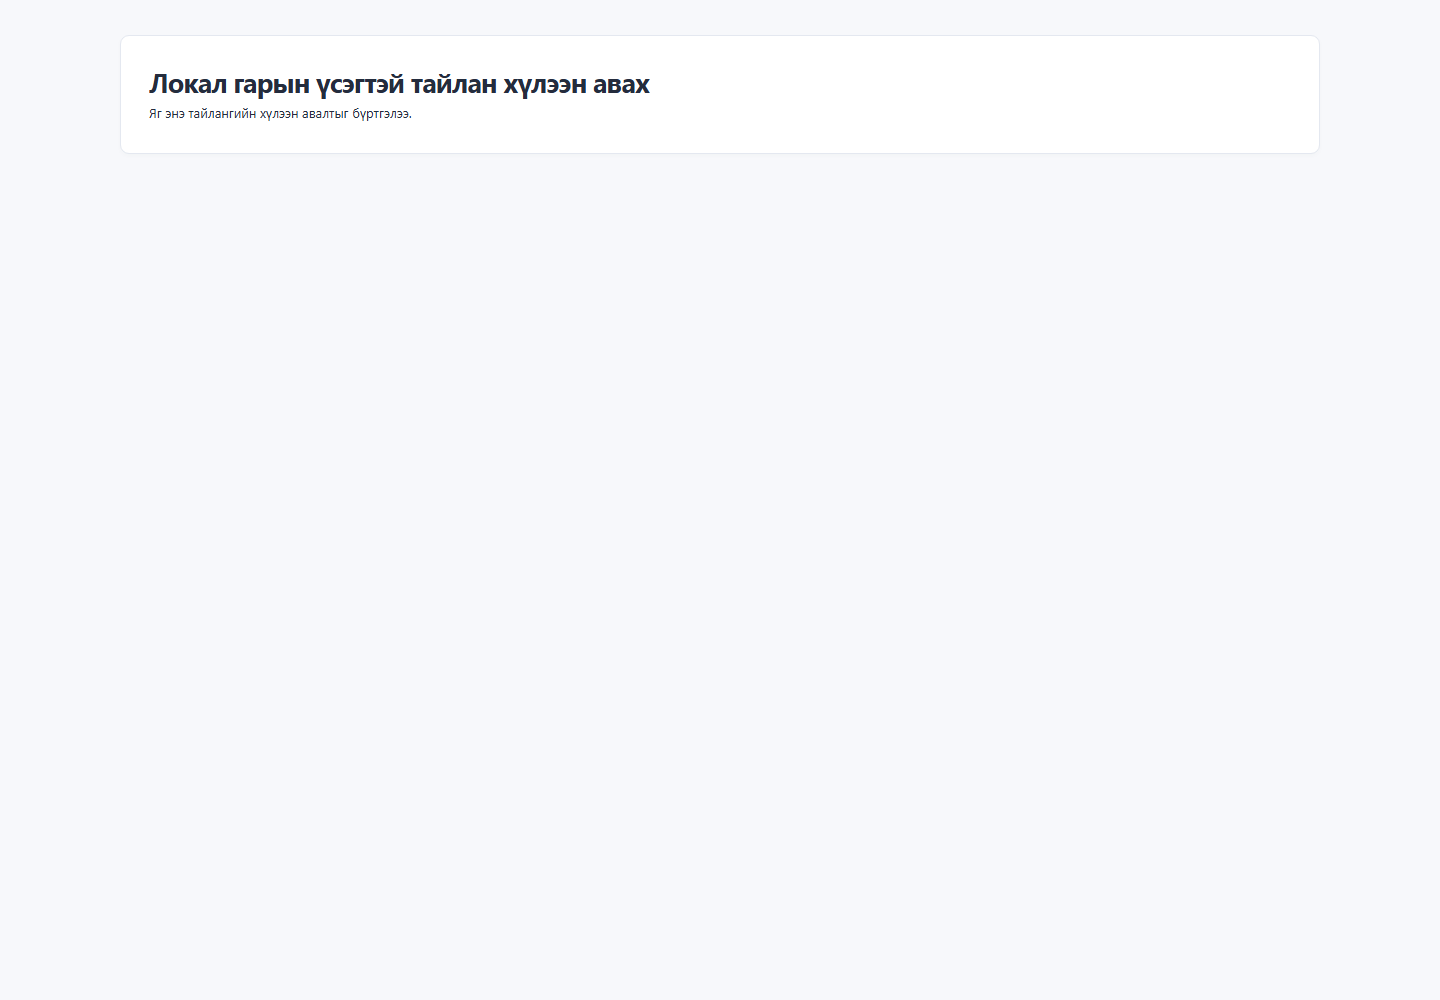 Локал гарын үсэгтэй тайлан хүлээн авах
Яг энэ тайлангийн хүлээн авалтыг бүртгэлээ.